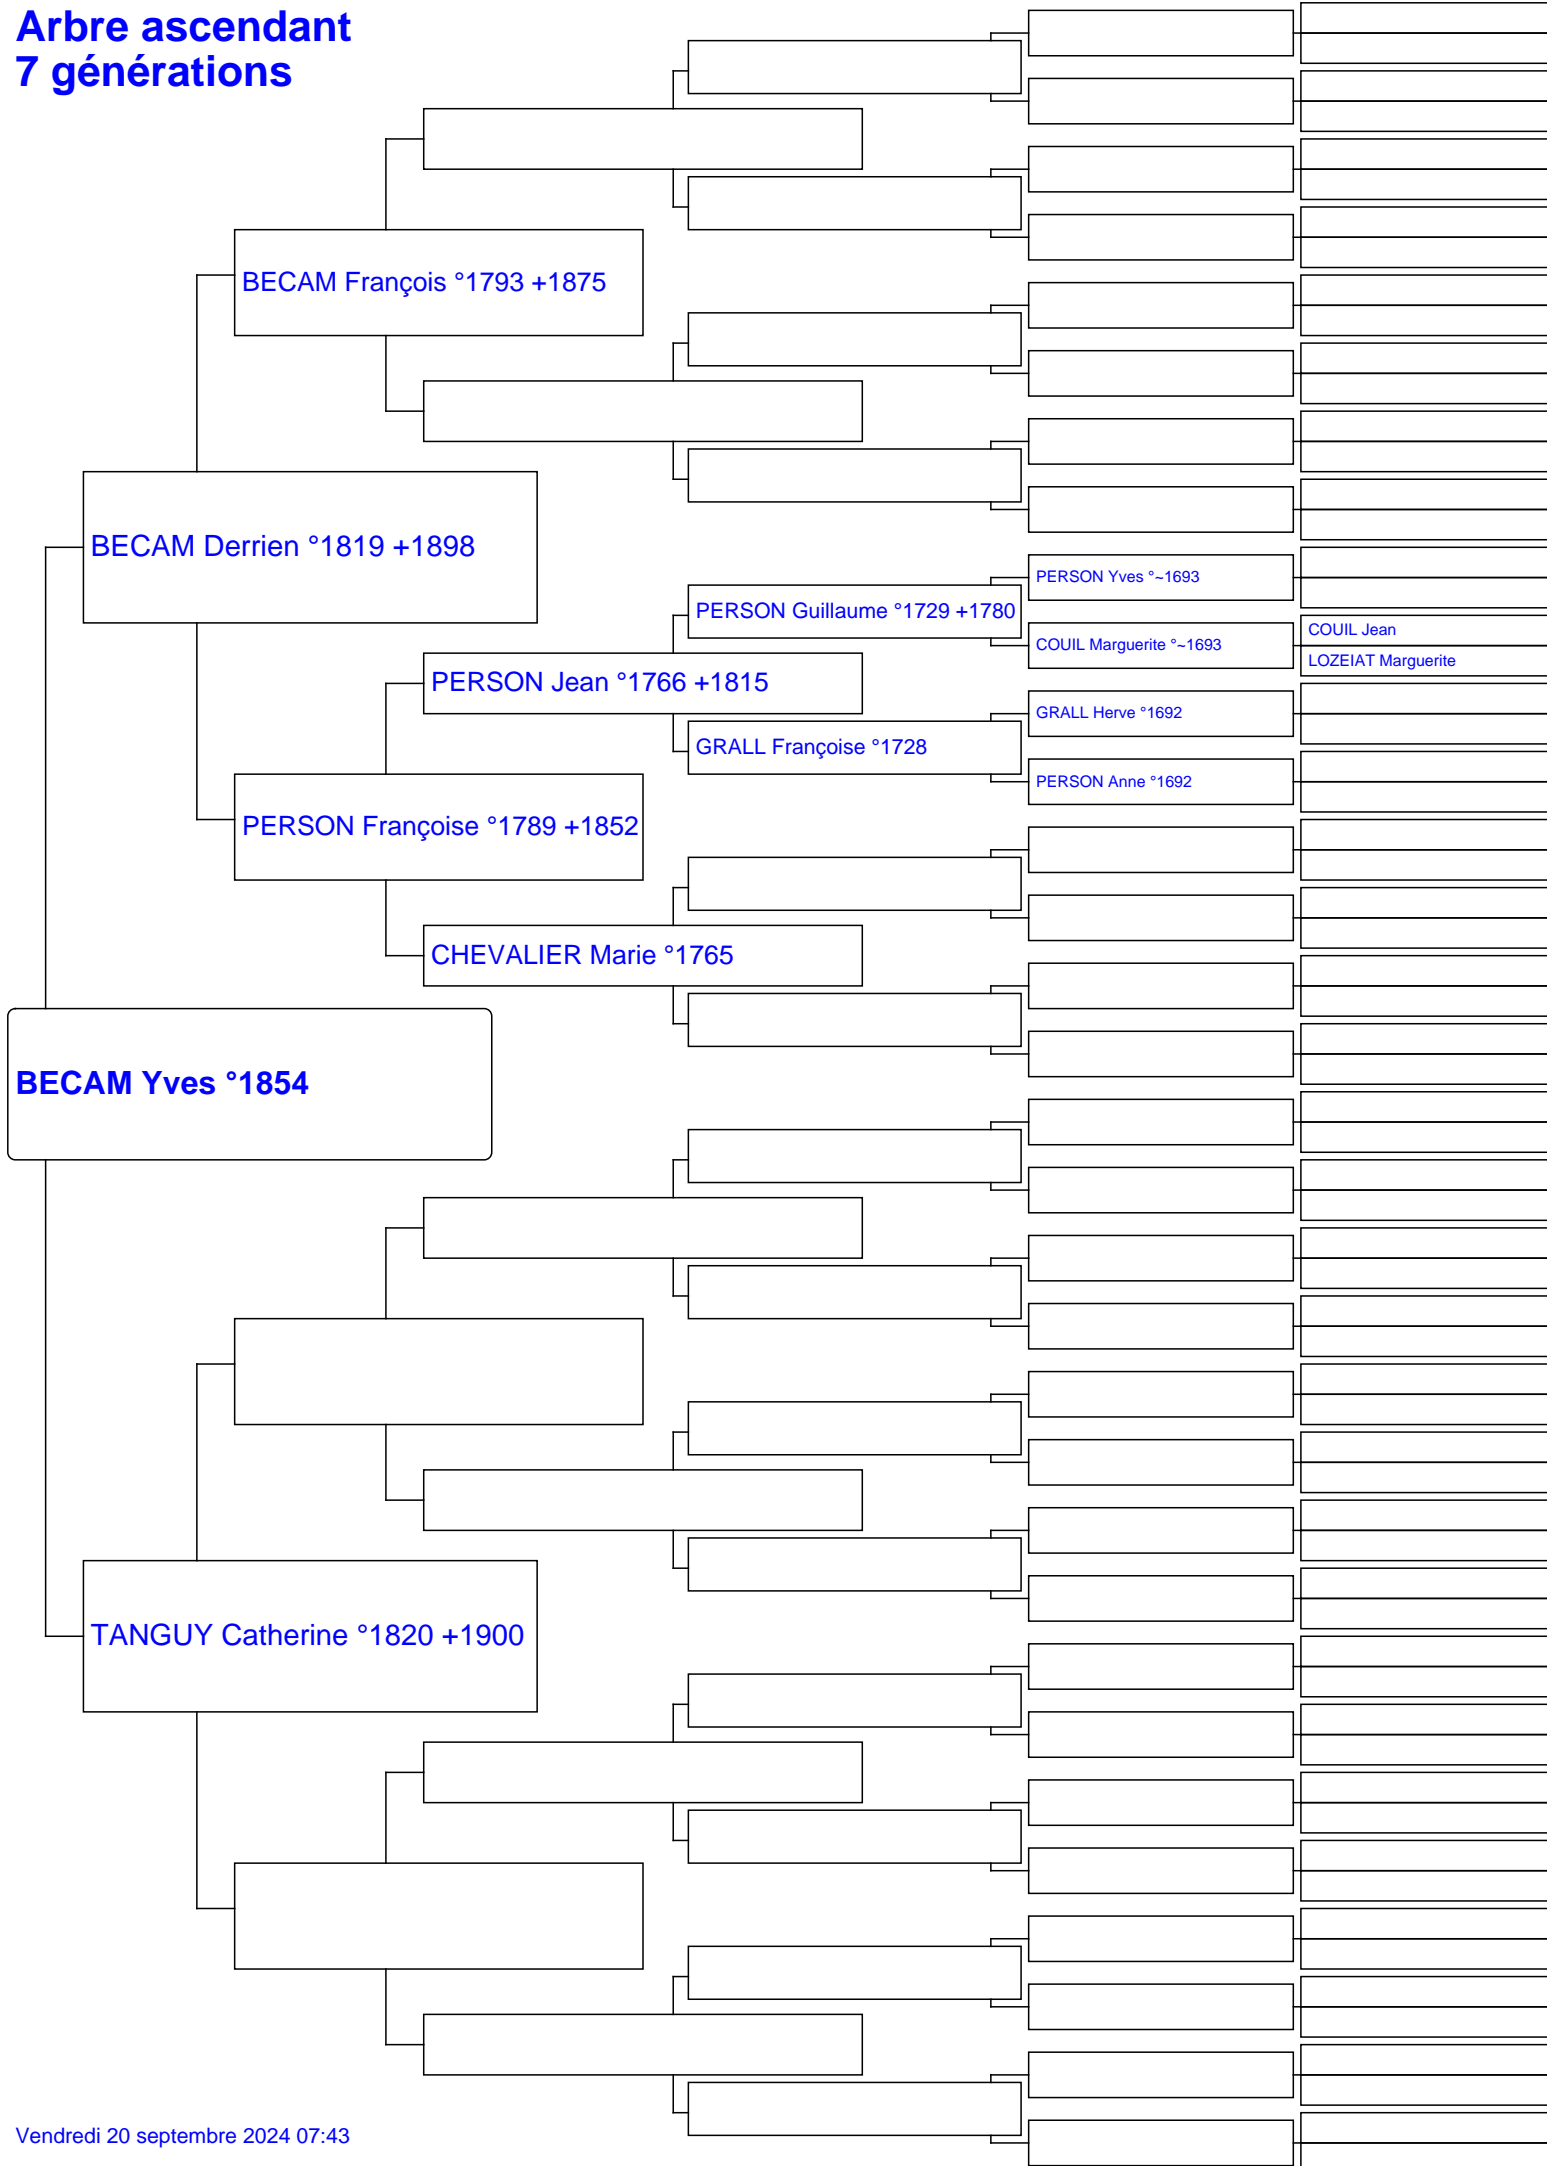 Arbre ascendant
7 générations
BECAM François °1793 +1875
BECAM Derrien °1819 +1898
PERSON Yves °~1693
PERSON Guillaume °1729 +1780
COUIL Jean
COUIL Marguerite °~1693
LOZEIAT Marguerite
PERSON Jean °1766 +1815
GRALL Herve °1692
GRALL Françoise °1728
PERSON Anne °1692
PERSON Françoise °1789 +1852
CHEVALIER Marie °1765
BECAM Yves °1854
TANGUY Catherine °1820 +1900
Vendredi 20 septembre 2024 07:43